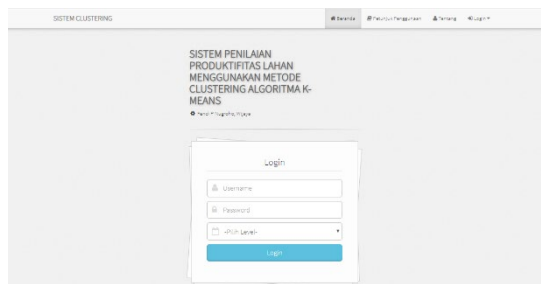 SISTEM CLUSTERING
Beranda
Petunjuk Penggunaan
Tentang
Login
SISTEM PENILAIAN
PRODUKTIFITAS LAHAN
MENGGUNAKAN METODE
CLUSTERING ALGORITMA K-
MEANS
Login
Username
Password
-Pilih Level-
Login